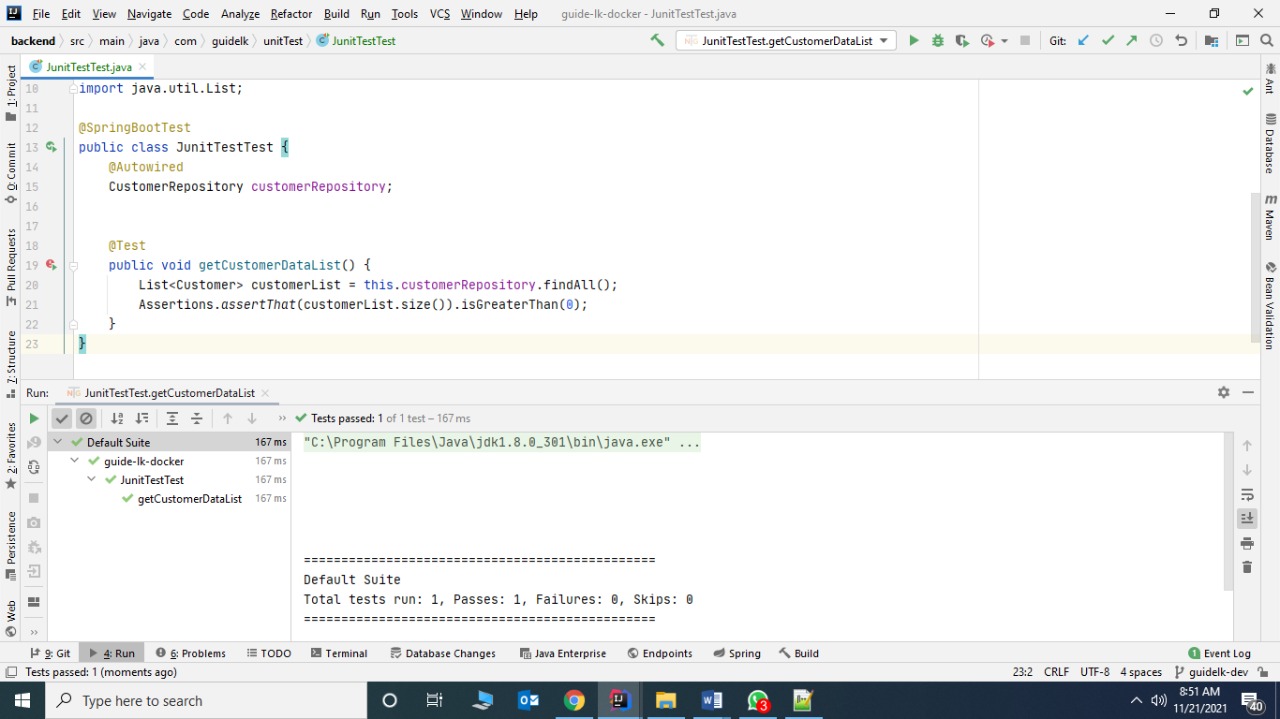 File Edit View Navigate Code Analyze Refactor Build Run Tools VCS Window Help guide-lk-docker - JunitTestTest.java
backend src main java com guidelk unitTest JunitTestTest JunitTestTest.getCustomerDataList Git:
JunitTestTest.java
10 import java.util.List;
11
12 @SpringBootTest
13 public class JunitTestTest {
14 @Autowired
15 CustomerRepository customerRepository;
16
17
18 @Test
19 public void getCustomerDataList() {
20 List<Customer> customerList = this.customerRepository.findAll();
21 Assertions.assertThat(customerList.size()).isGreaterThan(0);
22 }
23 }
1: Project
0: Commit
Pull Requests
Z: Structure
2: Favorites
Persistence
Web
Ant
Database
m Maven
Bean Validation
Run: JunitTestTest.getCustomerDataList
Tests passed: 1 of 1 test – 167 ms
Default Suite 167 ms
guide-lk-docker 167 ms
JunitTestTest 167 ms
getCustomerDataList 167 ms
"C:\Program Files\Java\jdk1.8.0_301\bin\java.exe" ...
===============================================
Default Suite
Total tests run: 1, Passes: 1, Failures: 0, Skips: 0
===============================================
9: Git 4: Run 6: Problems TODO Terminal Database Changes Java Enterprise Endpoints Spring Build 1 Event Log
Tests passed: 1 (moments ago) 23:2 CRLF UTF-8 4 spaces guidelk-dev
Type here to search 3 8:51 AM
11/21/2021 40